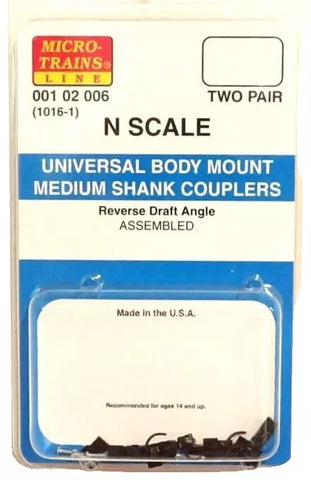 MICRO-
TRAINS®
LINE
001 02 006
(1016-1)
TWO PAIR
N SCALE
UNIVERSAL BODY MOUNT
MEDIUM SHANK COUPLERS
Reverse Draft Angle
ASSEMBLED
Made in the U.S.A.
Recommended for ages 14 and up.